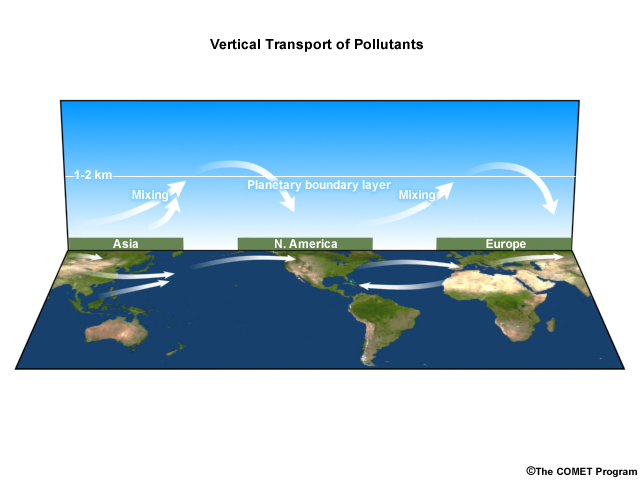 Vertical Transport of Pollutants
1-2 km
Mixing
Planetary boundary layer
Mixing
Asia
N. America
Europe
©The COMET Program